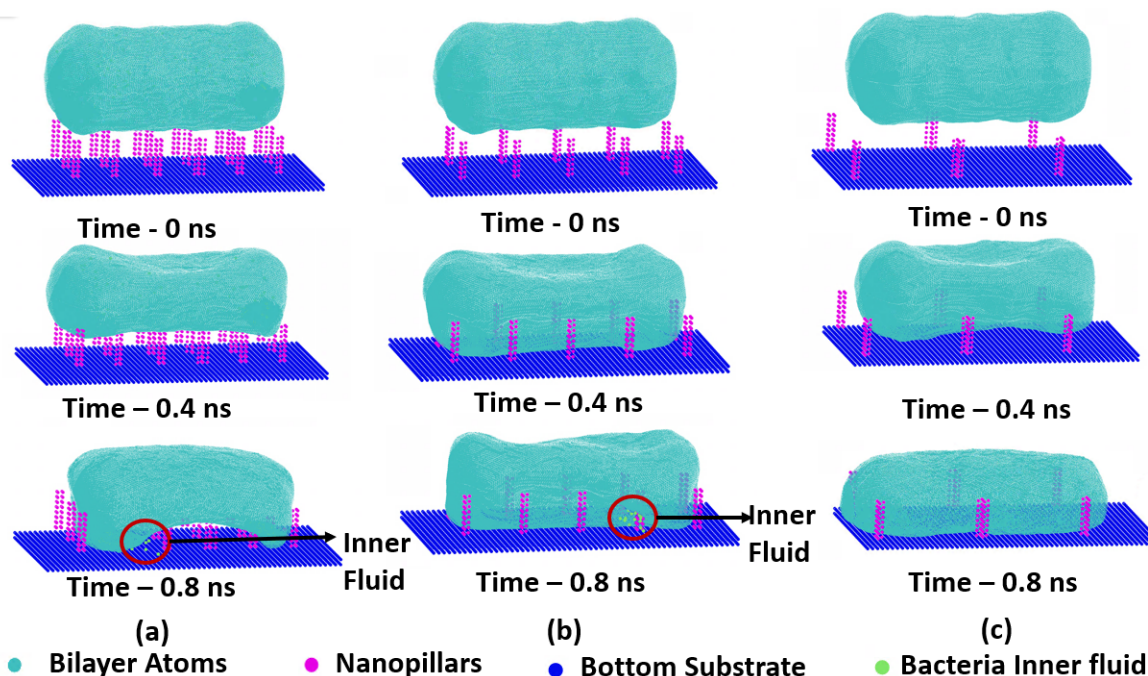 Time - 0 ns
Time - 0 ns
Time - 0 ns
Time – 0.4 ns
Time – 0.4 ns
Time – 0.4 ns
Inner
Fluid
Inner
Fluid
Time – 0.8 ns
Time – 0.8 ns
Time – 0.8 ns
(a)
(b)
(c)
Bilayer Atoms
Nanopillars
Bottom Substrate
Bacteria Inner fluid